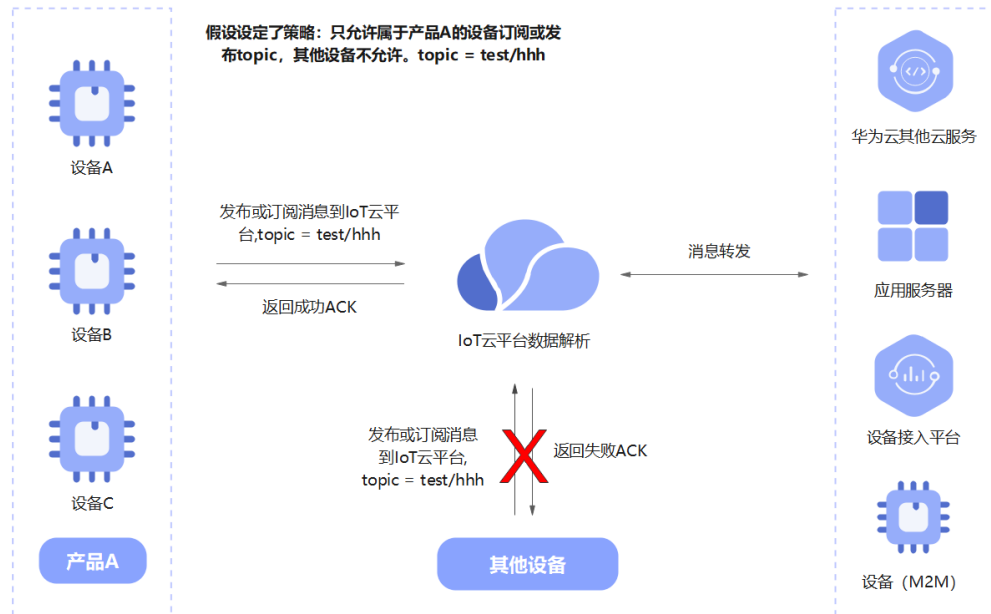 假设设定了策略：只允许属于产品A的设备订阅或发
布topic，其他设备不允许。topic = test/hhh
设备A
设备B
设备C
产品A
发布或订阅消息到IoT云平
台,topic = test/hhh
返回成功ACK
IoT云平台数据解析
消息转发
发布或订阅消息
到IoT云平台,
topic = test/hhh
返回失败ACK
其他设备
华为云其他云服务
应用服务器
设备接入平台
设备（M2M）